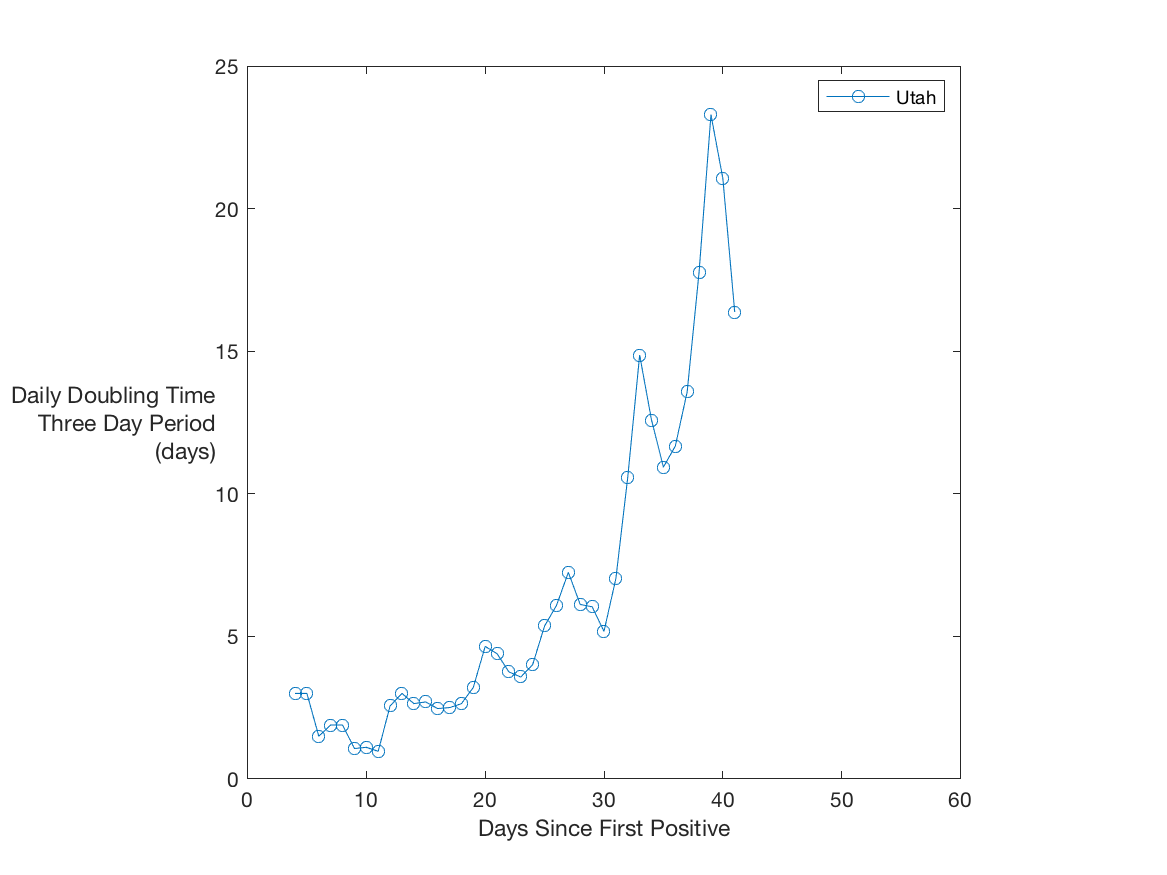 25
20
15
10
5
0
Daily Doubling Time
Three Day Period
(days)
Utah
0 10 20 30 40 50 60
Days Since First Positive